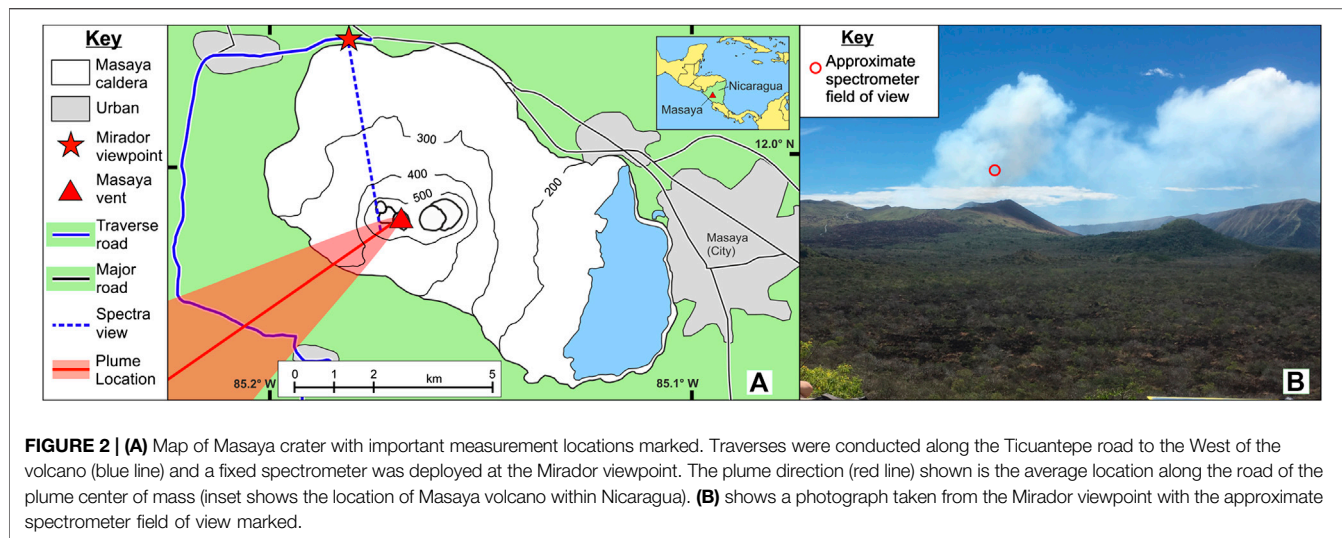 Key
Masaya
caldera
Urban
Mirador
viewpoint
Masaya
vent
Traverse
road
Major
road
Spectra
view
Plume
Location
300
400
500
200
Nicaragua
Masaya
12.0° N
Masaya
(City)
85.2° W
85.1° W
0 1 2 5
km
A
Key
Approximate
spectrometer
field of view
B
FIGURE 2 | (A) Map of Masaya crater with important measurement locations marked. Traverses were conducted along the Ticuantepe road to the West of the
volcano (blue line) and a fixed spectrometer was deployed at the Mirador viewpoint. The plume direction (red line) shown is the average location along the road of the
plume center of mass (inset shows the location of Masaya volcano within Nicaragua). (B) shows a photograph taken from the Mirador viewpoint with the approximate
spectrometer field of view marked.